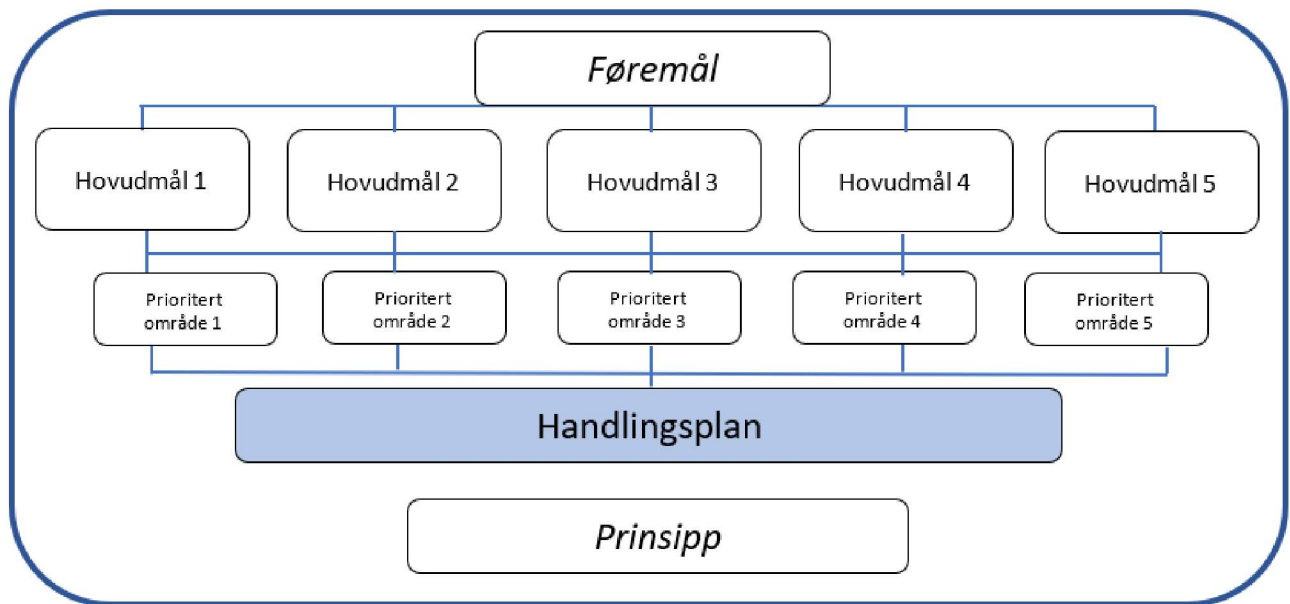 Føremål
Hovudmål 1
Hovudmål 2
Hovudmål 3
Hovudmål 4
Hovudmål 5
Prioritert
område 1
Prioritert
område 2
Prioritert
område 3
Prioritert
område 4
Prioritert
område 5
Handlingsplan
Prinsipp